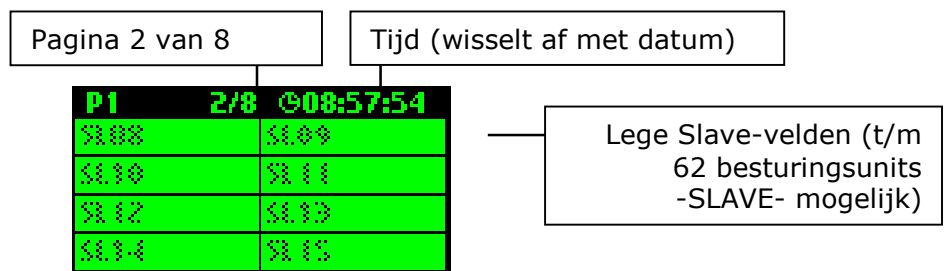 Pagina 2 van 8
Tijd (wisselt af met datum)
P1 2/8 08:57:54
SL08 SL09
SL10 SL11
SL12 SL13
SL14 SL15
Lege Slave-velden (t/m
62 besturingsunits
-SLAVE- mogelijk)